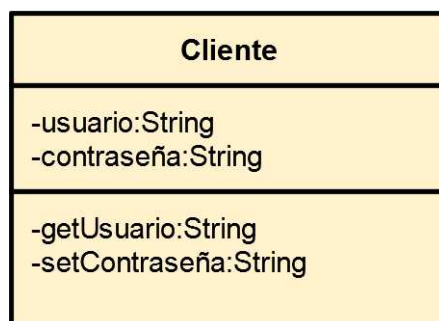 Cliente
-usuario:String
-contraseña:String
-getUsuario:String
-setContraseña:String